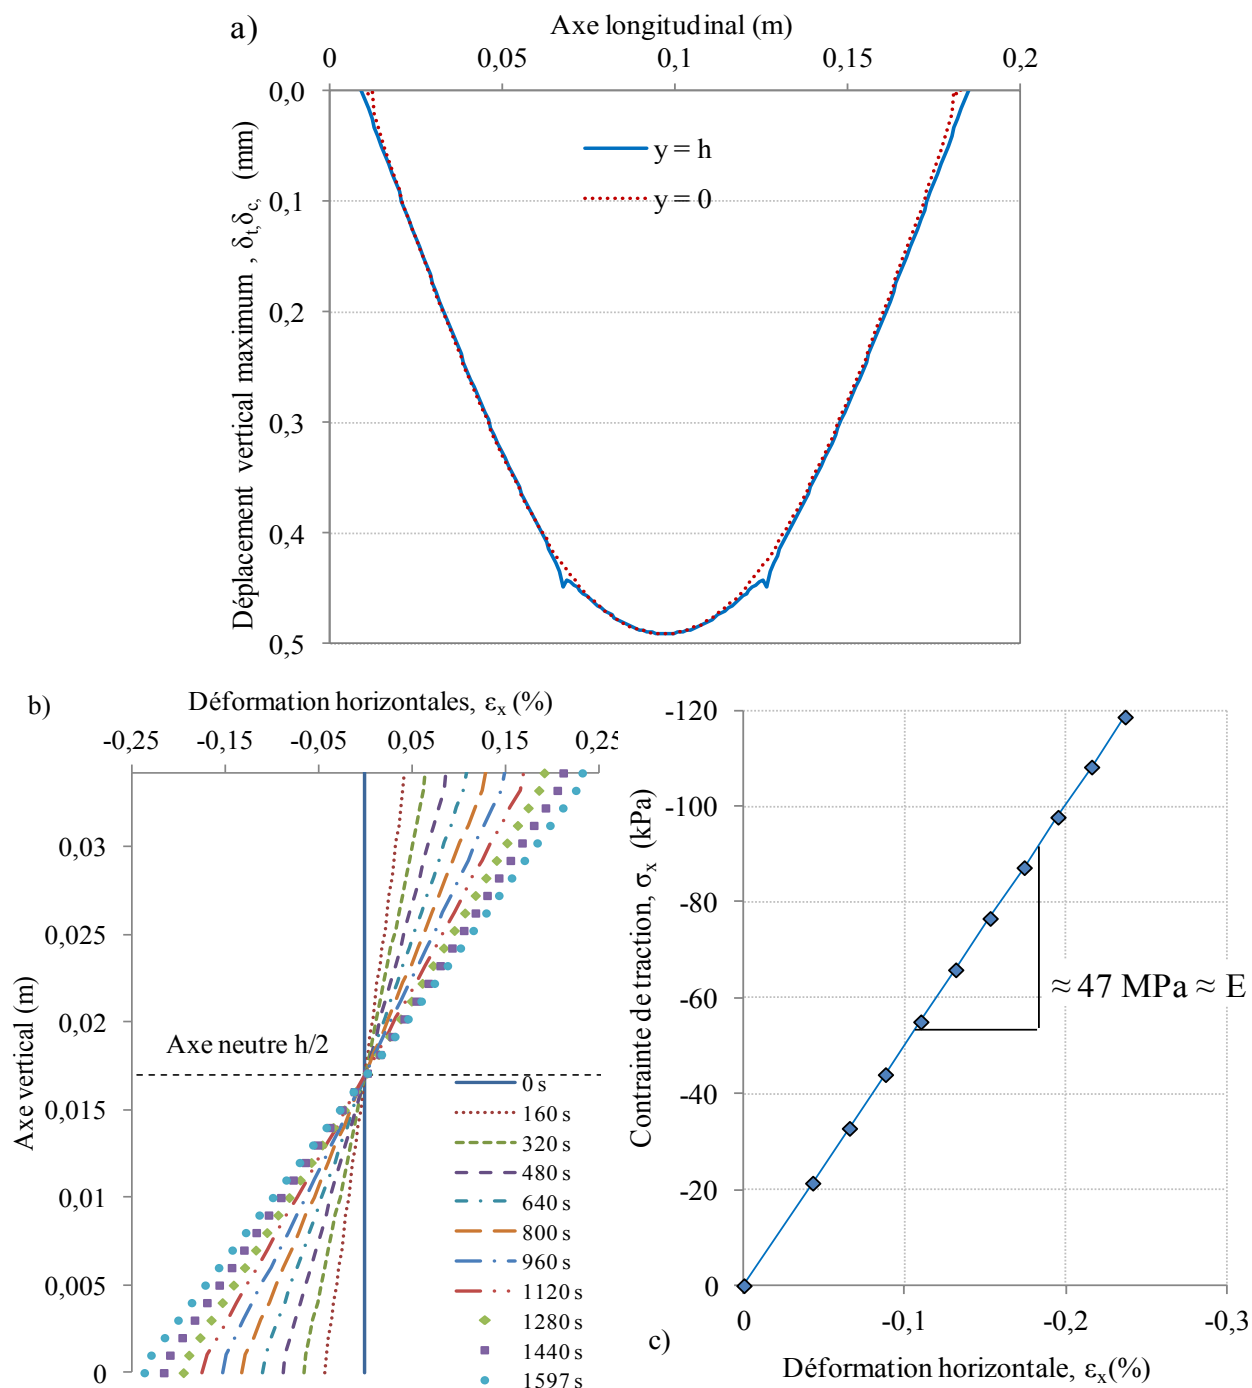 a)
Axe longitudinal (m)
0 0,05 0,1 0,15 0,2
Déplacement vertical maximum , δt,δc, (mm)
0,0
0,1
0,2
0,3
0,4
0,5
y = h
y = 0
b)
Déformation horizontales, εx (%)
-0,25 -0,15 -0,05 0,05 0,15 0,25
Axe vertical (m)
0,03
0,025
0,02
0,015
0,01
0,005
0
Axe neutre h/2
0 s
160 s
320 s
480 s
640 s
800 s
960 s
1120 s
1280 s
1440 s
1597 s
Contrainte de traction, σx (kPa)
-120
-100
-80
-60
-40
-20
0
≈ 47 MPa ≈ E
0 -0,1 -0,2 -0,3
c)
Déformation horizontale, εx(%)